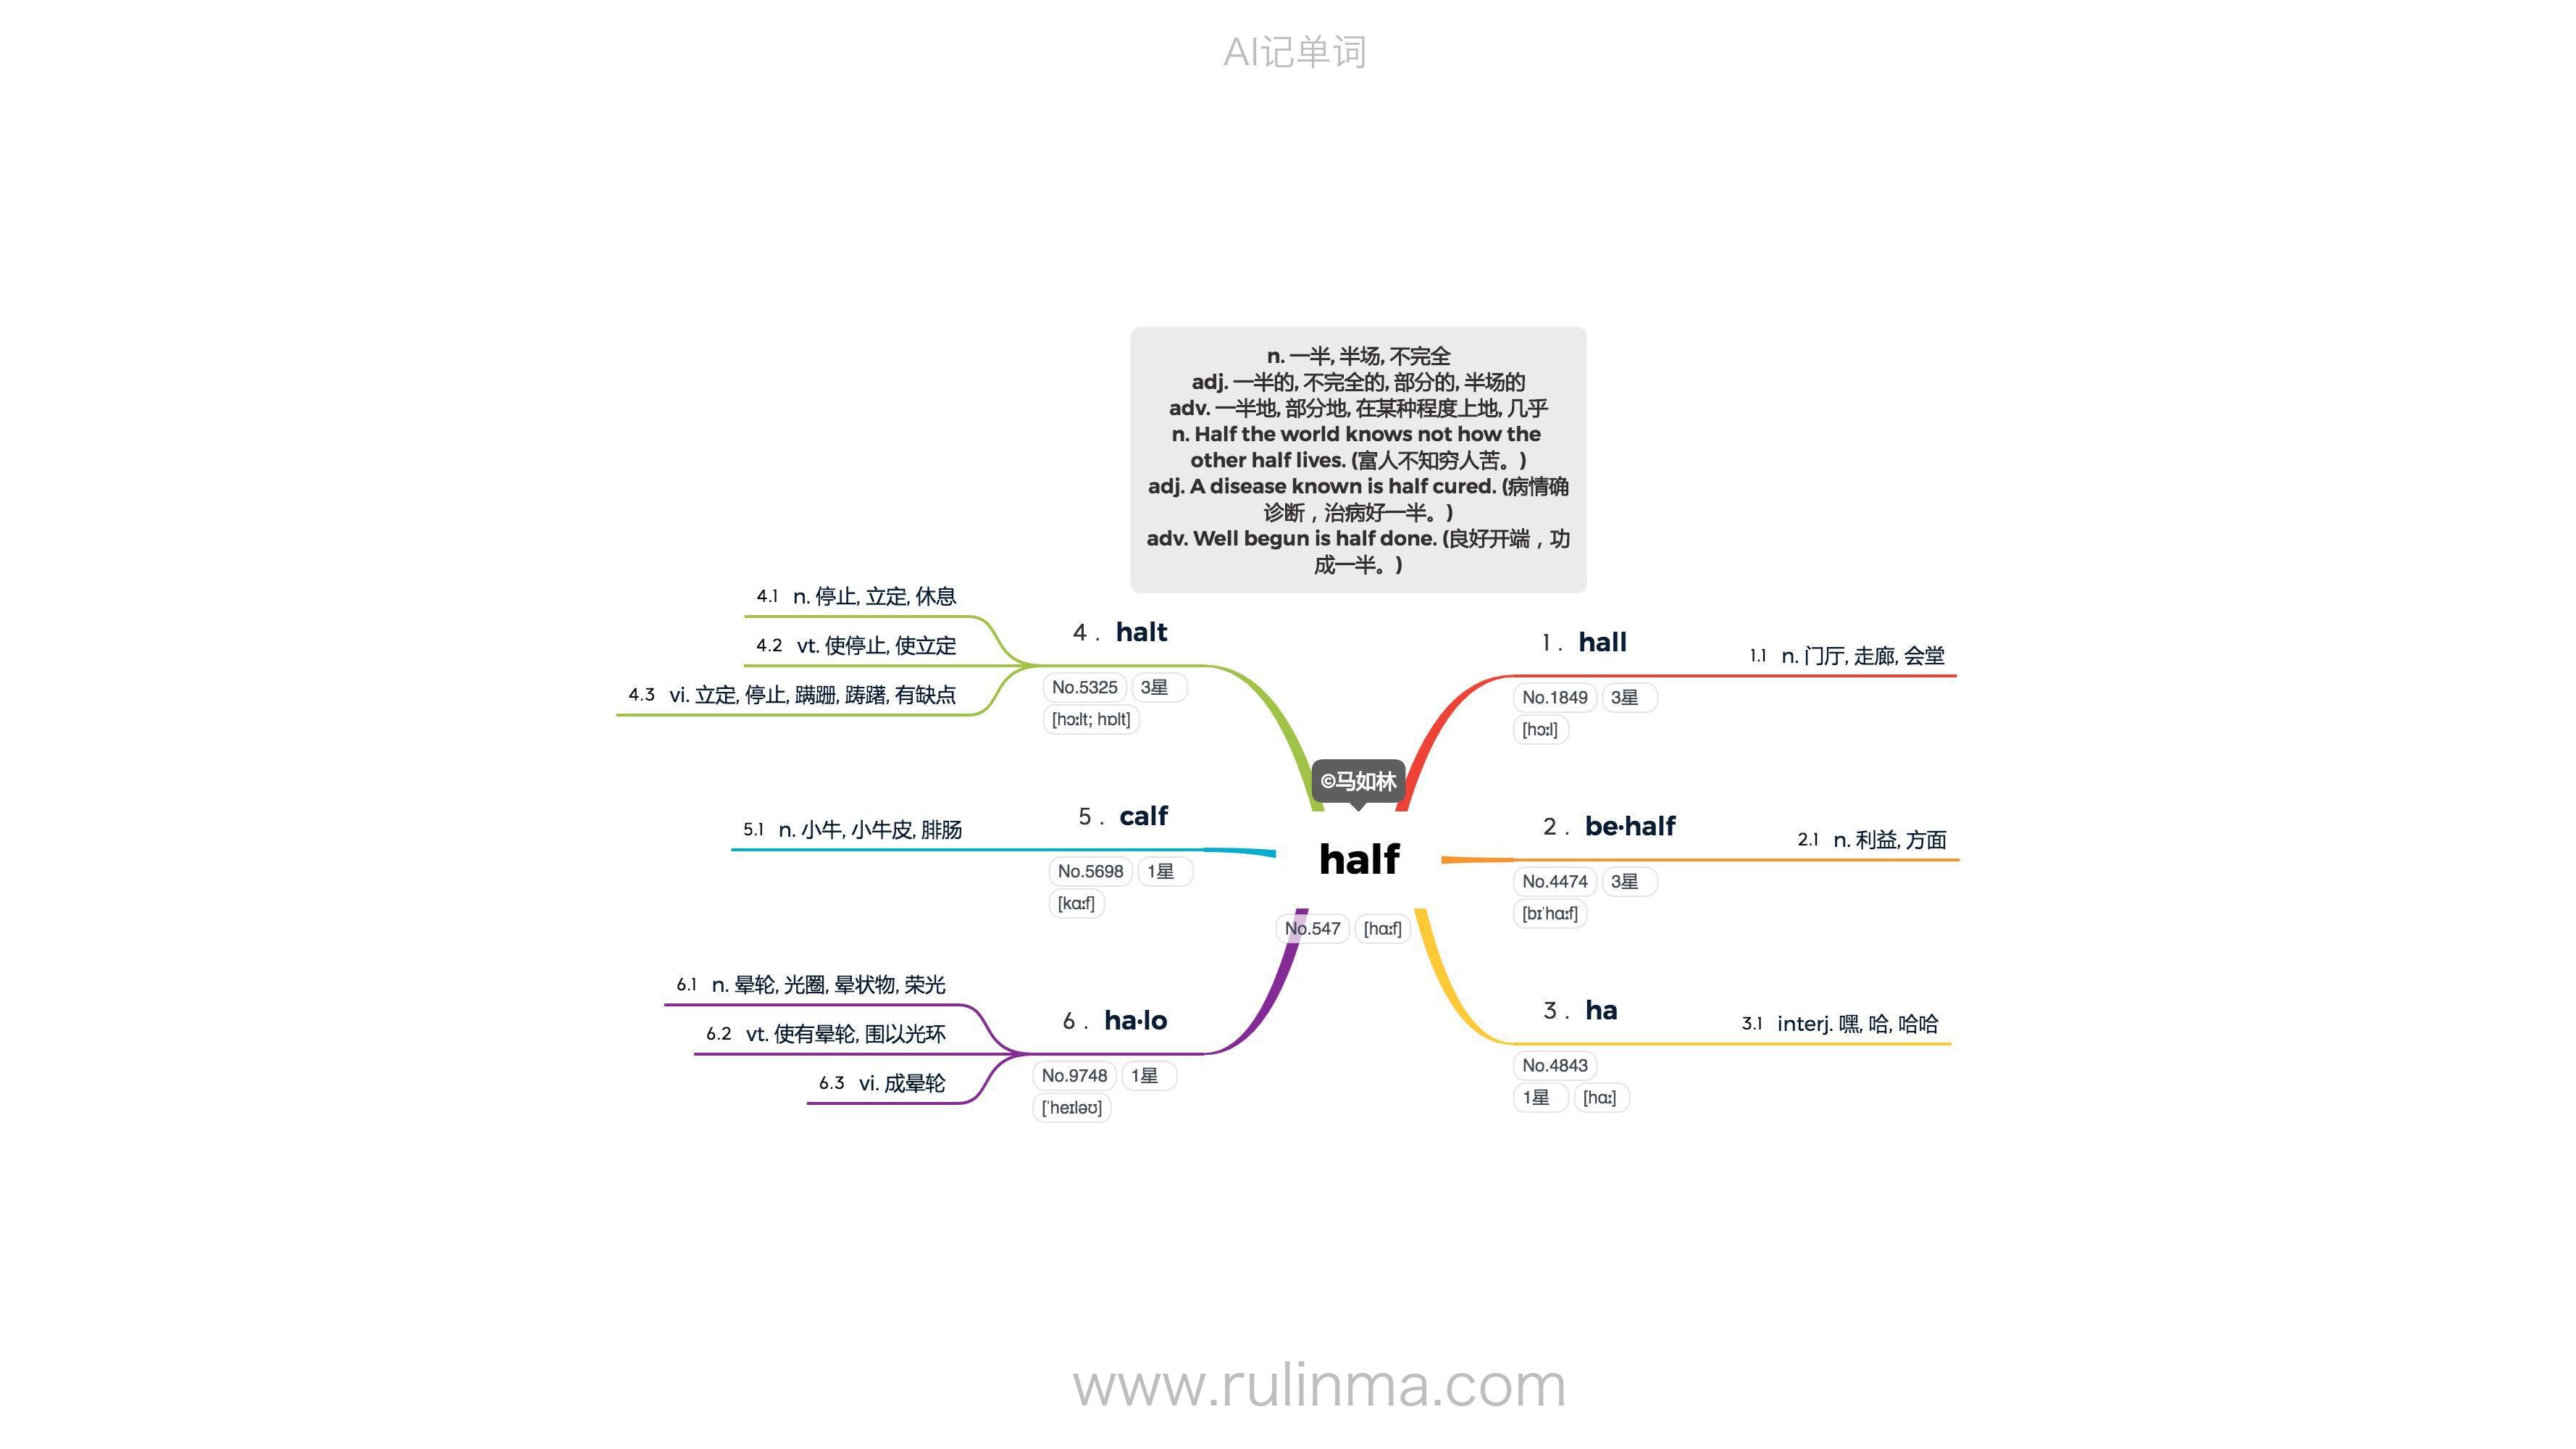 AI记单词
n. 一半, 半场, 不完全
adj. 一半的, 不完全的, 部分的, 半场的
adv. 一半地, 部分地, 在某种程度上地, 几乎
n. Half the world knows not how the
other half lives. (富人不知穷人苦。)
adj. A disease known is half cured. (病情确
诊断，治病好一半。)
adv. Well begun is half done. (良好开端，功
成一半。)
©马如林
half
No.547 [hɑːf]
1. hall
No.1849 3星
[hɔːl]
1.1 n. 门厅, 走廊, 会堂
2. be·half
No.4474 3星
[bɪˈhɑːf]
2.1 n. 利益, 方面
3. ha
No.4843
1星 [hɑː]
3.1 interj. 嘿, 哈, 哈哈
4. halt
No.5325 3星
[hɔːlt; hɒlt]
4.1 n. 停止, 立定, 休息
4.2 vt. 使停止, 使立定
4.3 vi. 立定, 停止, 蹒跚, 踌躇, 有缺点
5. calf
No.5698 1星
[kɑːf]
5.1 n. 小牛, 小牛皮, 腓肠
6. ha·lo
No.9748 1星
[ˈheɪləʊ]
6.1 n. 晕轮, 光圈, 晕状物, 荣光
6.2 vt. 使有晕轮, 围以光环
6.3 vi. 成晕轮
www.rulinma.com